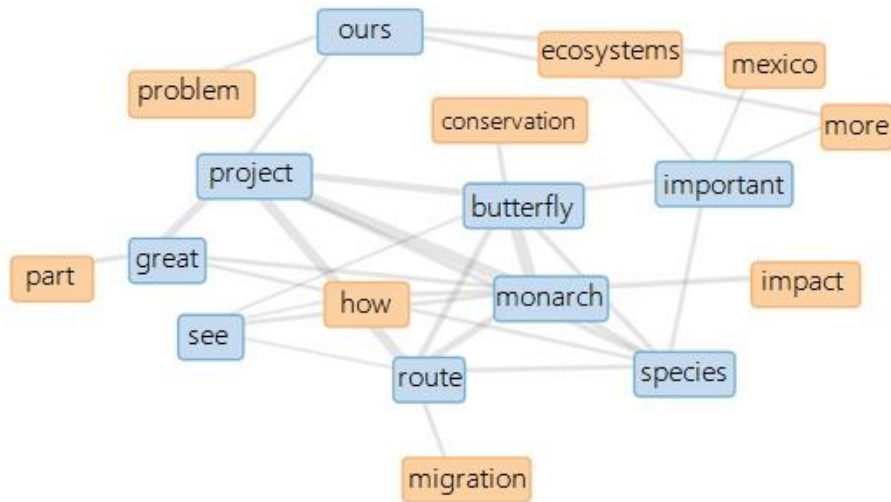 ours
ecosystems
mexico
problem
conservation
more
project
important
butterfly
great
part
how
monarch
impact
see
route
species
migration